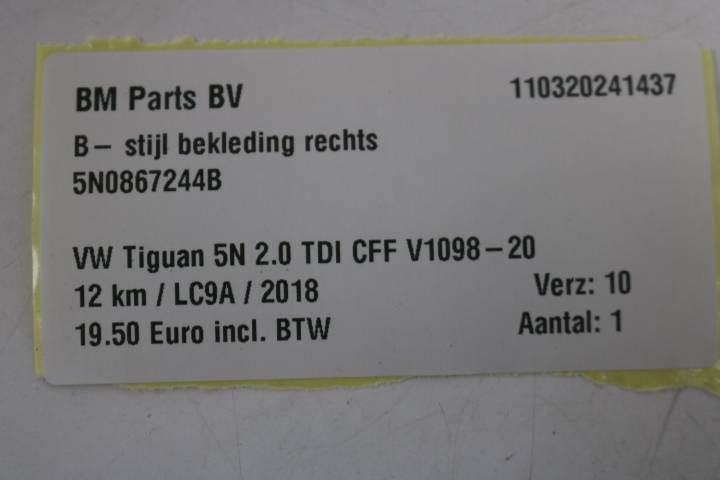 BM Parts BV 110320241437
B- stijl bekleding rechts
5N0867244B
VW Tiguan 5N 2.0 TDI CFF V1098-20
12 km / LC9A / 2018 Verz: 10
19.50 Euro incl. BTW Aantal: 1